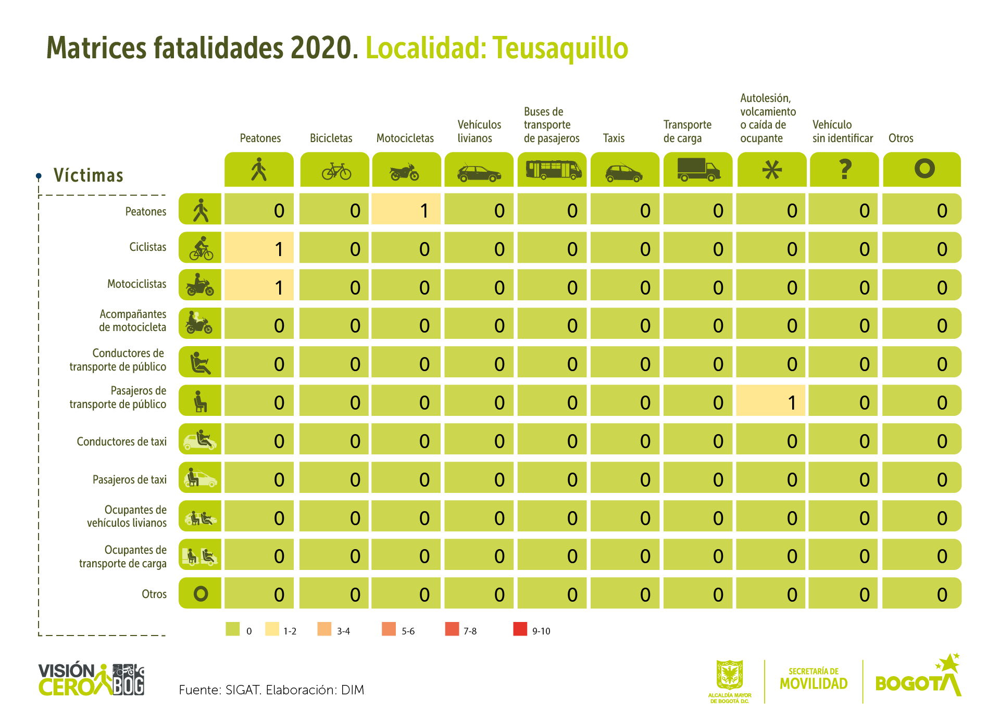 Matrices fatalidades 2020. Localidad: Teusaquillo
Peatones
Bicicletas
Motocicletas
Vehículos
livianos
Buses de
transporte
de pasajeros
Taxis
Transporte
de carga
Autolesión,
volcamiento
o caída de
ocupante
Vehículo
sin identificar
Otros
?
Víctimas
Peatones
0 0 1 0 0 0 0 0 0 0
Ciclistas
1 0 0 0 0 0 0 0 0 0
Motociclistas
1 0 0 0 0 0 0 0 0 0
Acompañantes
de motocicleta
0 0 0 0 0 0 0 0 0 0
Conductores de
transporte de público
0 0 0 0 0 0 0 0 0 0
Pasajeros de
transporte de público
0 0 0 0 0 0 0 1 0 0
Conductores de taxi
0 0 0 0 0 0 0 0 0 0
Pasajeros de taxi
0 0 0 0 0 0 0 0 0 0
Ocupantes de
vehículos livianos
0 0 0 0 0 0 0 0 0 0
Ocupantes de
transporte de carga
0 0 0 0 0 0 0 0 0 0
Otros
0 0 0 0 0 0 0 0 0 0
0 1-2 3-4 5-6 7-8 9-10
VISIÓN
CERO BOG
Fuente: SIGAT. Elaboración: DIM
ALCALDÍA MAYOR
DE BOGOTÁ D.C.
SECRETARÍA DE
MOVILIDAD
BOGOTÁ